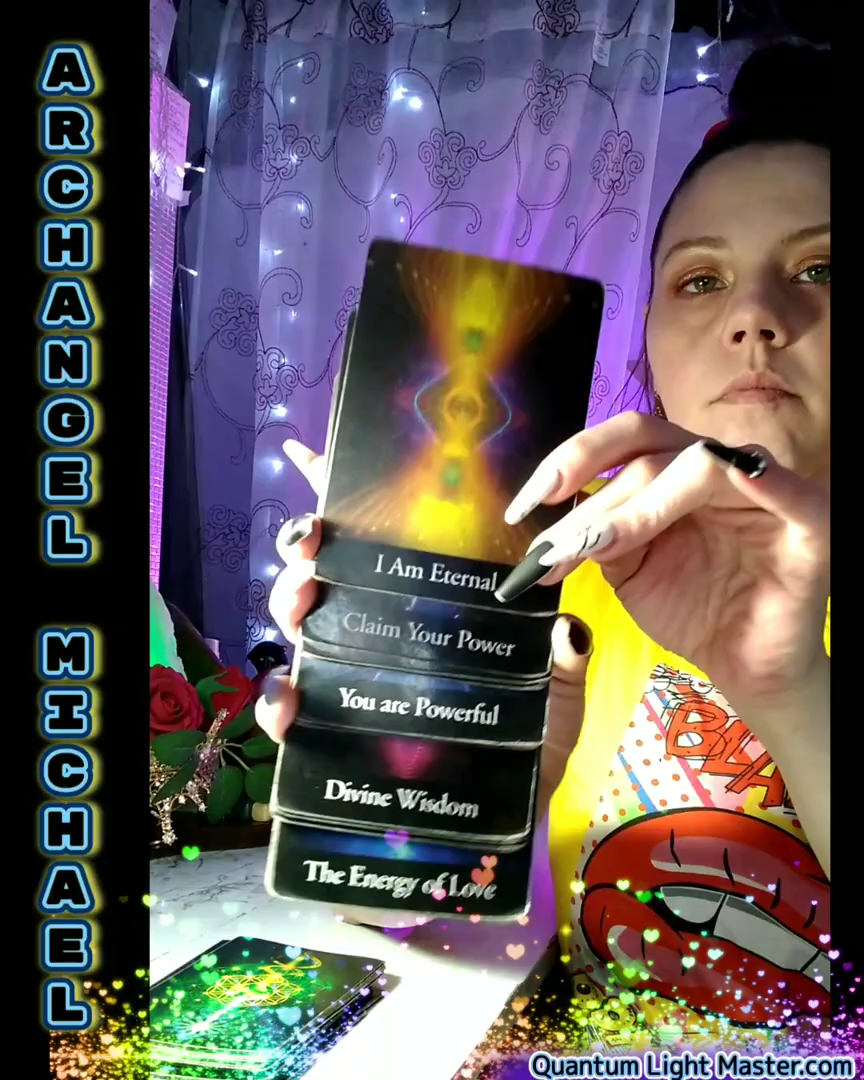 ARCHANGEL MICHAEL
I Am Eternal
Claim Your Power
You are Powerful
Divine Wisdom
The Energy of Love
Quantum Light Master.com